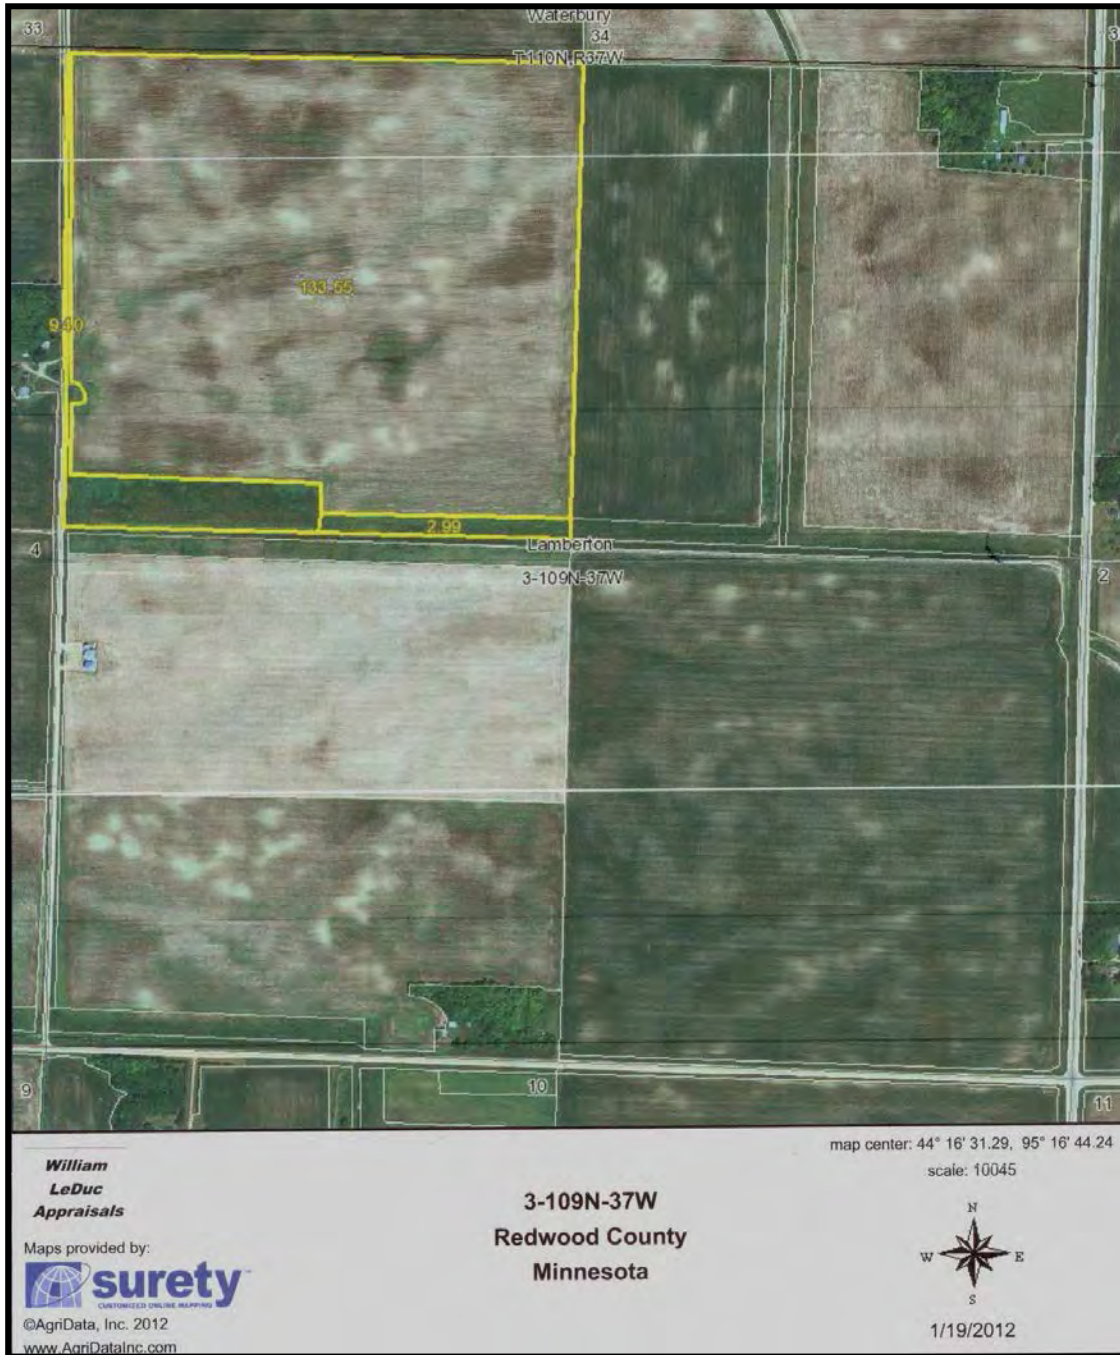 Waterbury
33
34
3
T110N,R37W
133.55
9.40
2.99
Lamberton
4
3-109N-37W
2
9
10
11
William
LeDuc
Appraisals
Maps provided by:
surety
CUSTOMIZED ONLINE MAPPING
©AgriData, Inc. 2012
www.AgriDataInc.com
3-109N-37W
Redwood County
Minnesota
map center: 44° 16' 31.29, 95° 16' 44.24
scale: 10045
N
W
E
S
1/19/2012